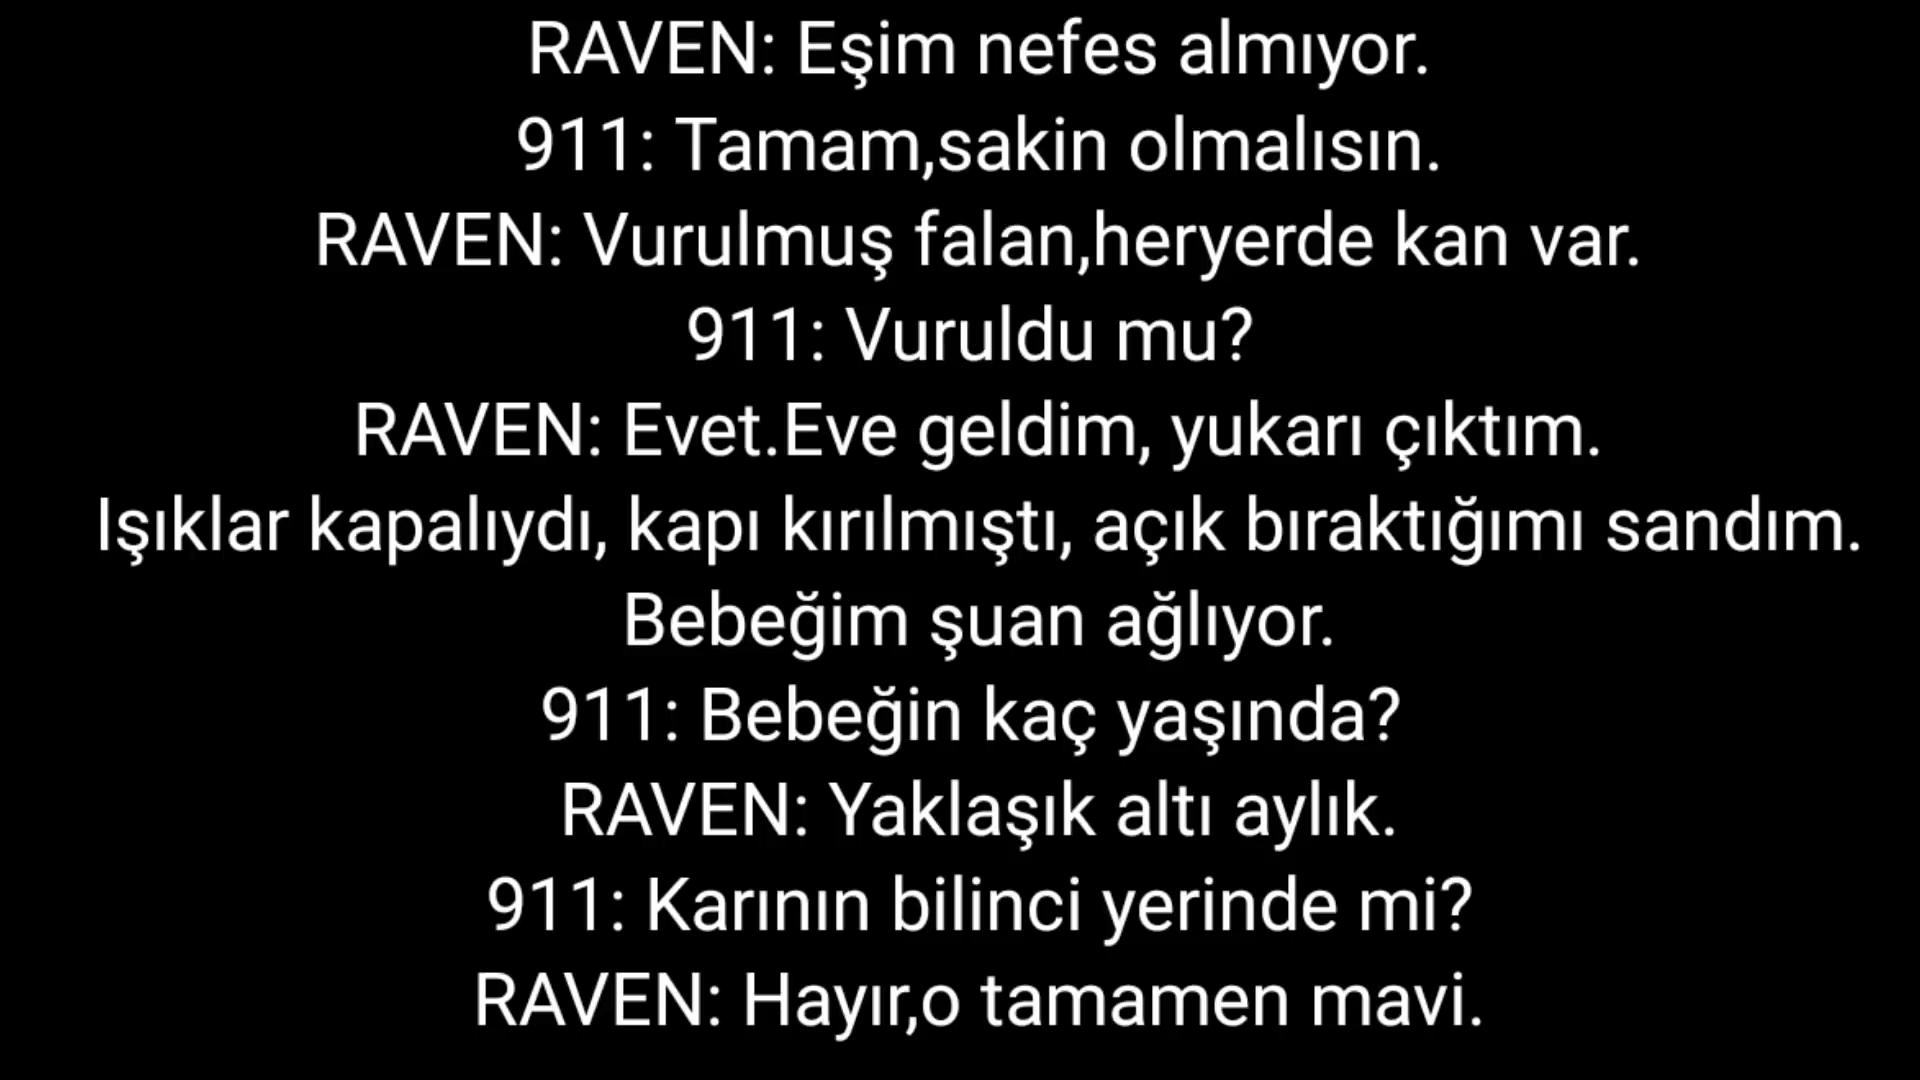 RAVEN: Eşim nefes almıyor.
911: Tamam,sakin olmalısın.
RAVEN: Vurulmuş falan,heryerde kan var.
911: Vuruldu mu?
RAVEN: Evet.Eve geldim, yukarı çıktım.
Işıklar kapalıydı, kapı kırılmıştı, açık bıraktığımı sandım.
Bebeğim şuan ağlıyor.
911: Bebeğin kaç yaşında?
RAVEN: Yaklaşık altı aylık.
911: Karının bilinci yerinde mi?
RAVEN: Hayır,o tamamen mavi.